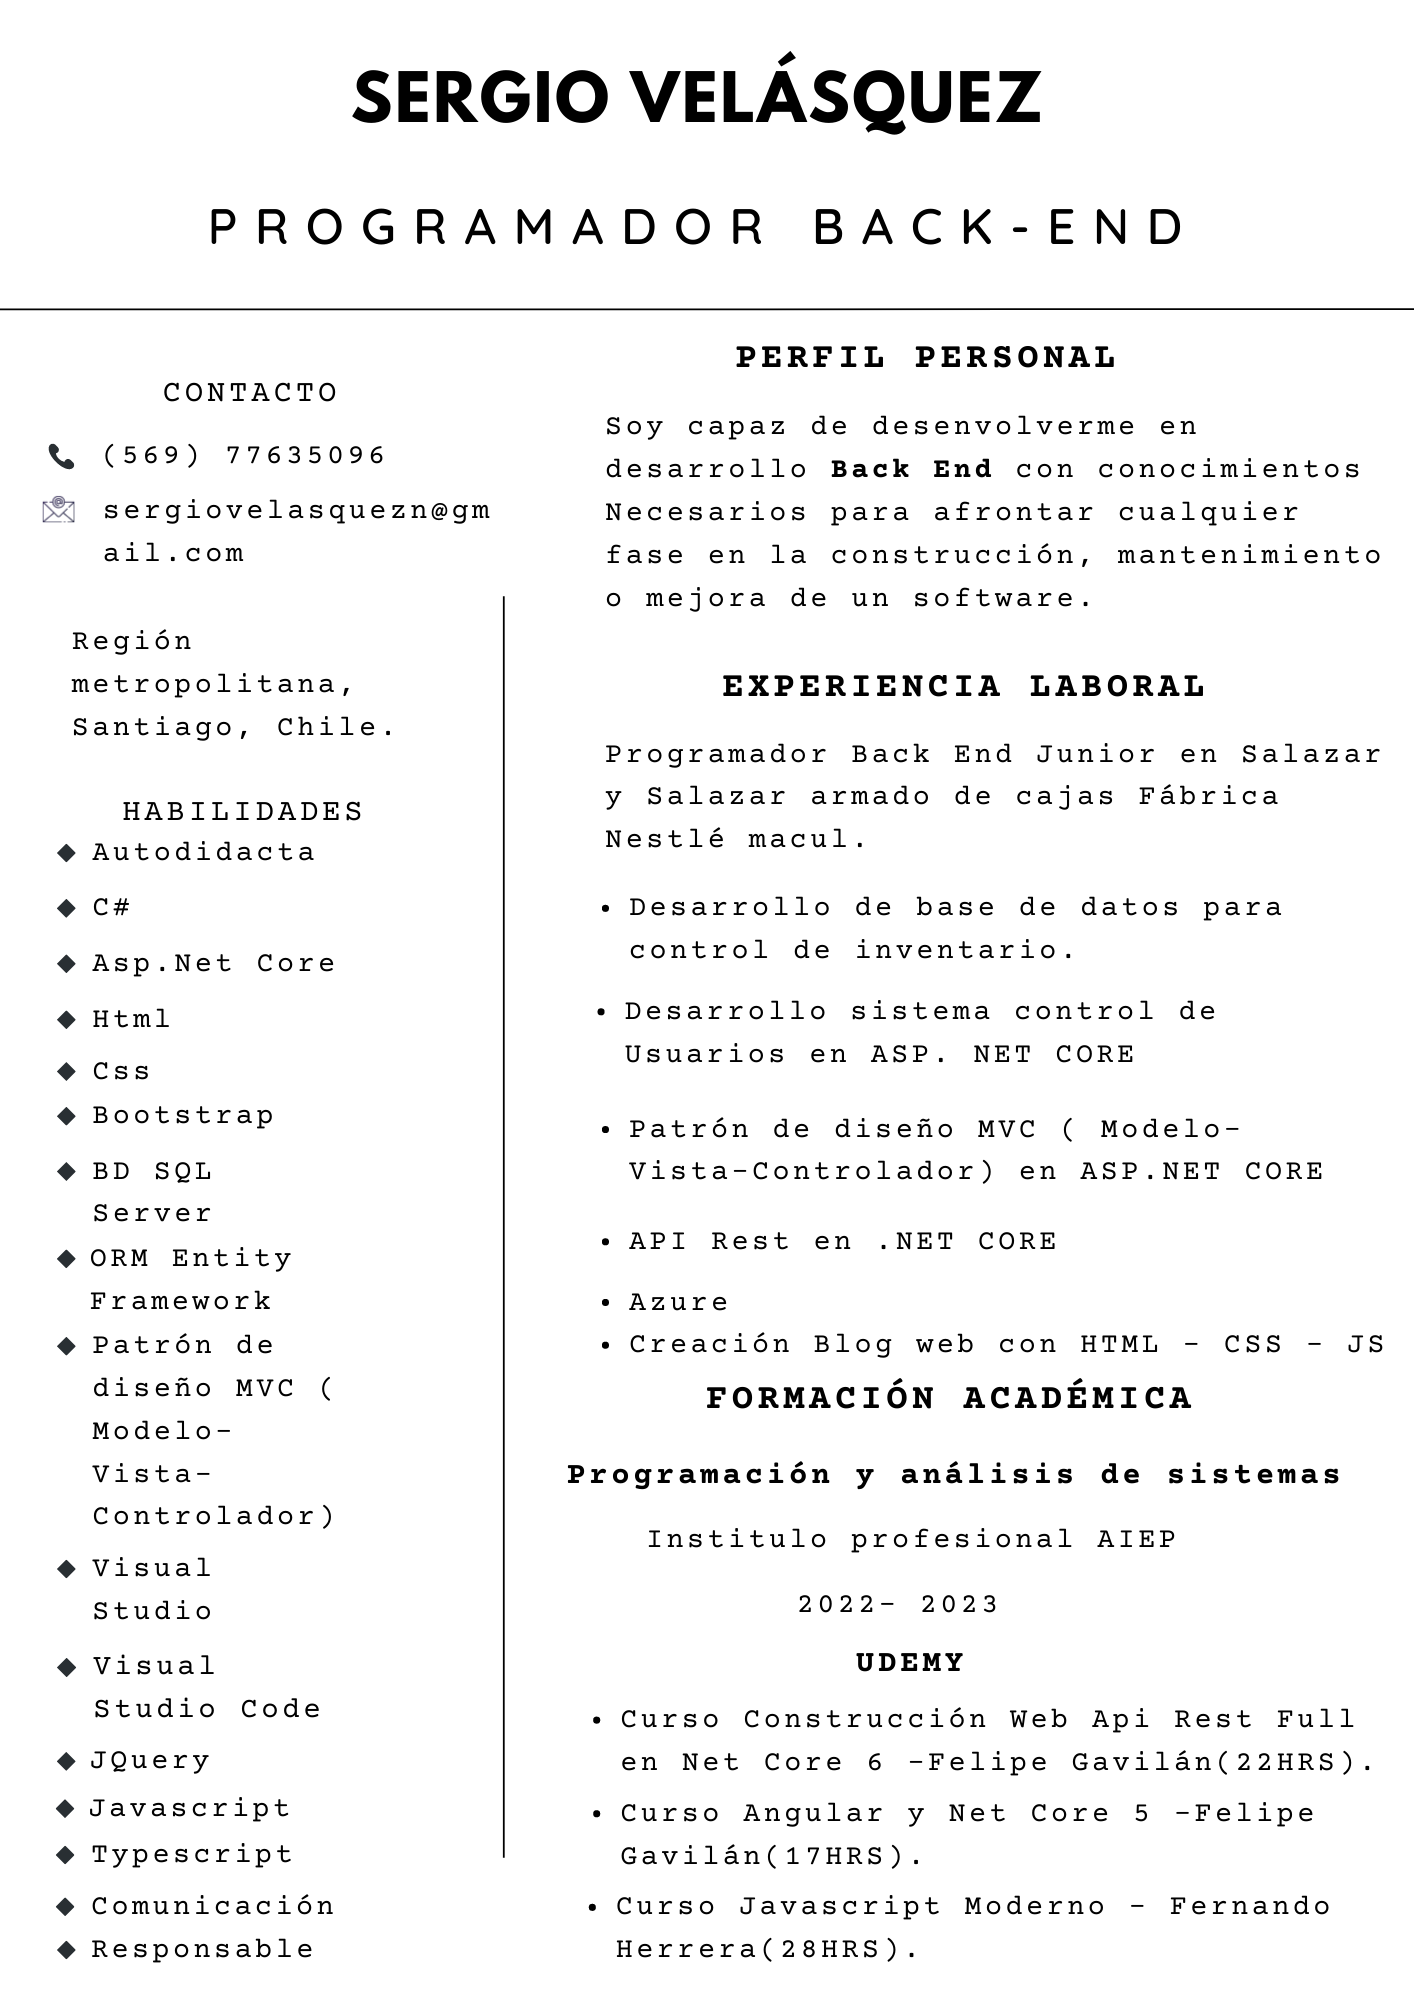 SERGIO VELÁSQUEZ
PROGRAMADOR BACK-END
CONTACTO
(569) 77635096
sergiovelasquezn@gm
ail.com
Región
metropolitana,
Santiago, Chile.
HABILIDADES
Autodidacta
C#
Asp.Net Core
Html
Css
Bootstrap
BD SQL
Server
ORM Entity
Framework
Patrón de
diseño MVC (
Modelo-
Vista-
Controlador)
Visual
Studio
Visual
Studio Code
JQuery
Javascript
Typescript
Comunicación
Responsable
PERFIL PERSONAL
Soy capaz de desenvolverme en
desarrollo Back End con conocimientos
Necesarios para afrontar cualquier
fase en la construcción, mantenimiento
o mejora de un software.
EXPERIENCIA LABORAL
Programador Back End Junior en Salazar
y Salazar armado de cajas Fábrica
Nestlé macul.
• Desarrollo de base de datos para
control de inventario.
• Desarrollo sistema control de
Usuarios en ASP. NET CORE
• Patrón de diseño MVC ( Modelo-
Vista-Controlador) en ASP.NET CORE
• API Rest en .NET CORE
• Azure
• Creación Blog web con HTML - CSS - JS
FORMACIÓN ACADÉMICA
Programación y análisis de sistemas
Institulo profesional AIEP
2022- 2023
UDEMY
• Curso Construcción Web Api Rest Full
en Net Core 6 -Felipe Gavilán(22HRS).
• Curso Angular y Net Core 5 -Felipe
Gavilán(17HRS).
• Curso Javascript Moderno - Fernando
Herrera(28HRS).